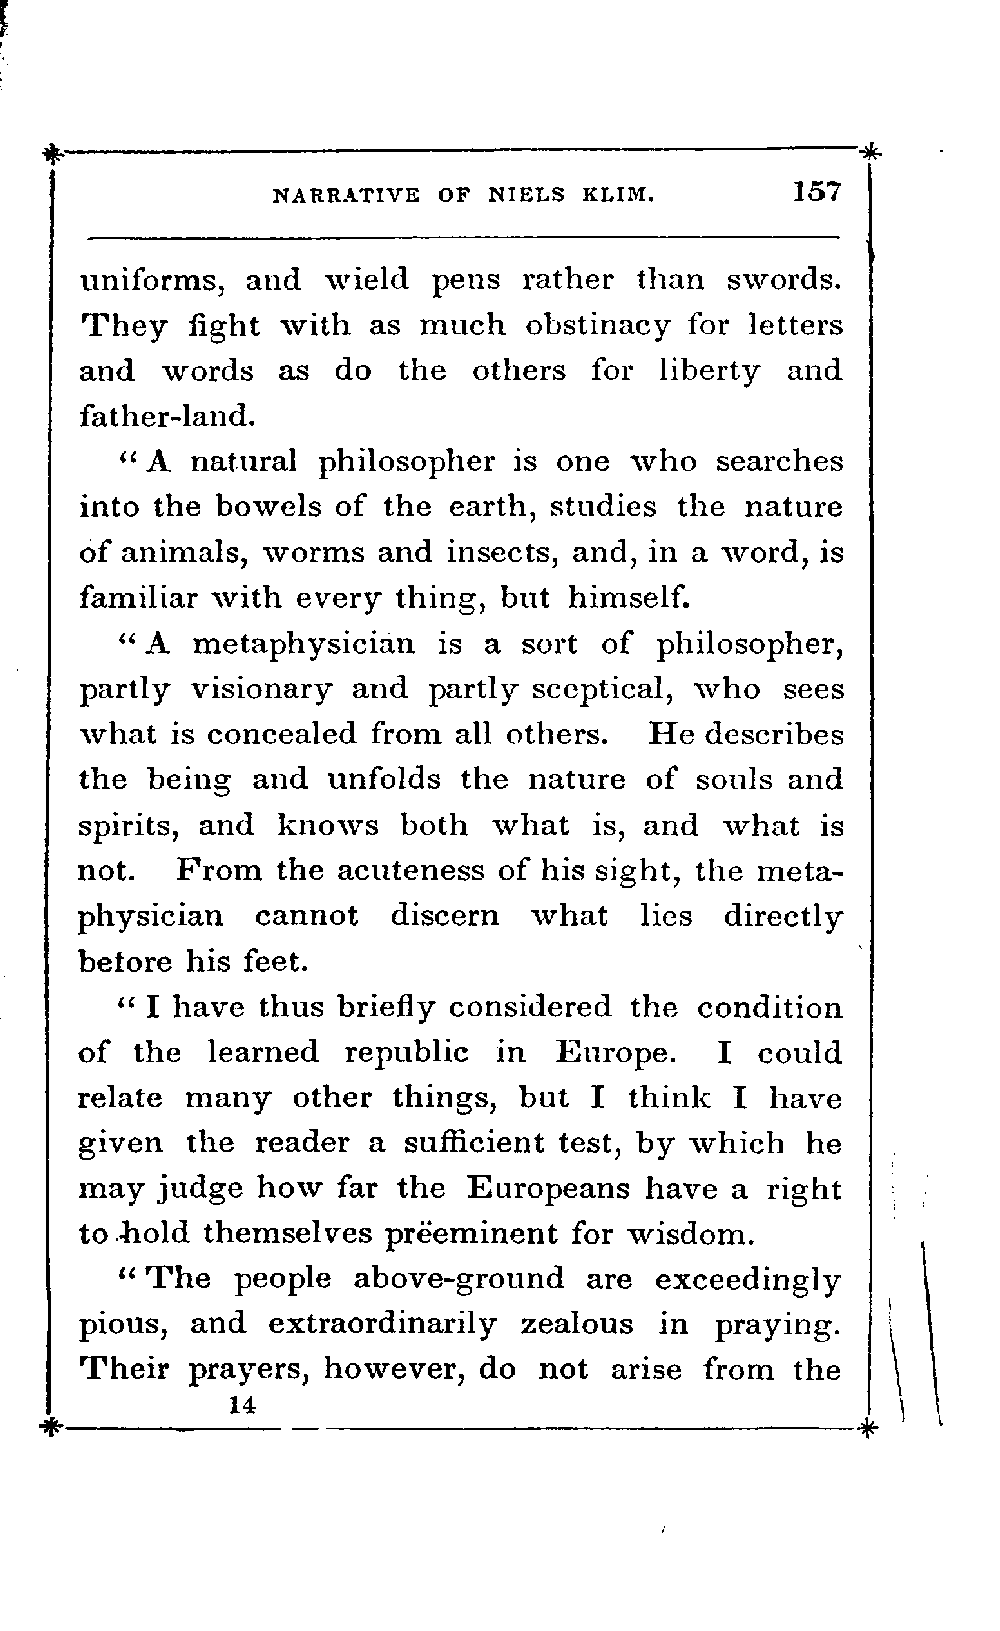 NARRATIVE OF NIELS KLIM. 157
uniforms, and wield pens rather than swords.
They fight with as much obstinacy for letters
and words as do the others for liberty and
father-land.
“ A natural philosopher is one who searches
into the bowels of the earth, studies the nature
of animals, worms and insects, and, in a word, is
familiar with every thing, but himself.
“ A metaphysician is a sort of philosopher,
partly visionary and partly sceptical, who sees
what is concealed from all others. He describes
the being and unfolds the nature of souls and
spirits, and knows both what is, and what is
not. From the acuteness of his sight, the meta-
physician cannot discern what lies directly
before his feet.
“ I have thus briefly considered the condition
of the learned republic in Europe. I could
relate many other things, but I think I have
given the reader a sufficient test, by which he
may judge how far the Europeans have a right
to hold themselves prëeminent for wisdom.
“ The people above-ground are exceedingly
pious, and extraordinarily zealous in praying.
Their prayers, however, do not arise from the
14